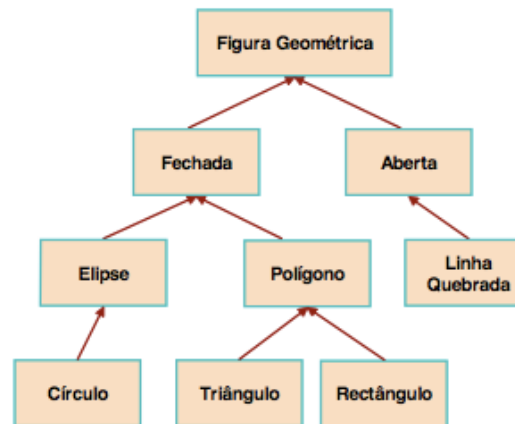 Figura Geométrica
Fechada
Aberta
Elipse
Polígono
Linha
Quebrada
Círculo
Triângulo
Rectângulo